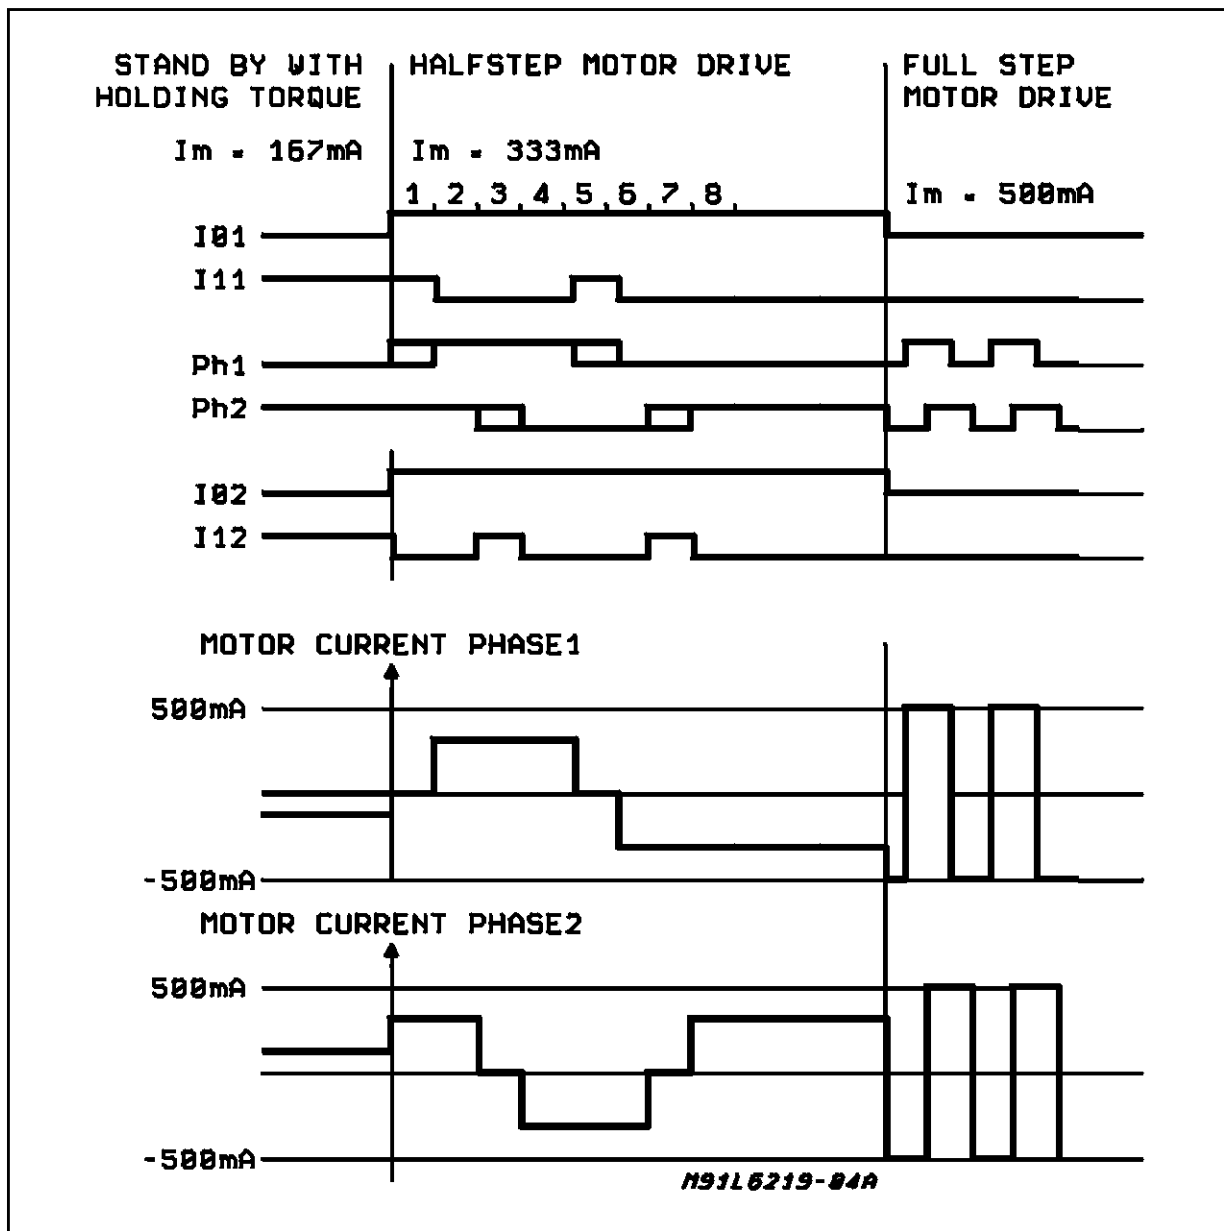 STAND BY WITH HOLDING TORQUE
Im = 167mA
HALFSTEP MOTOR DRIVE
Im = 333mA
FULL STEP MOTOR DRIVE
Im = 500mA
1 2 3 4 5 6 7 8
I01
I11
Ph1
Ph2
I02
I12
MOTOR CURRENT PHASE1
500mA
-500mA
MOTOR CURRENT PHASE2
500mA
-500mA
M91L6219-04A